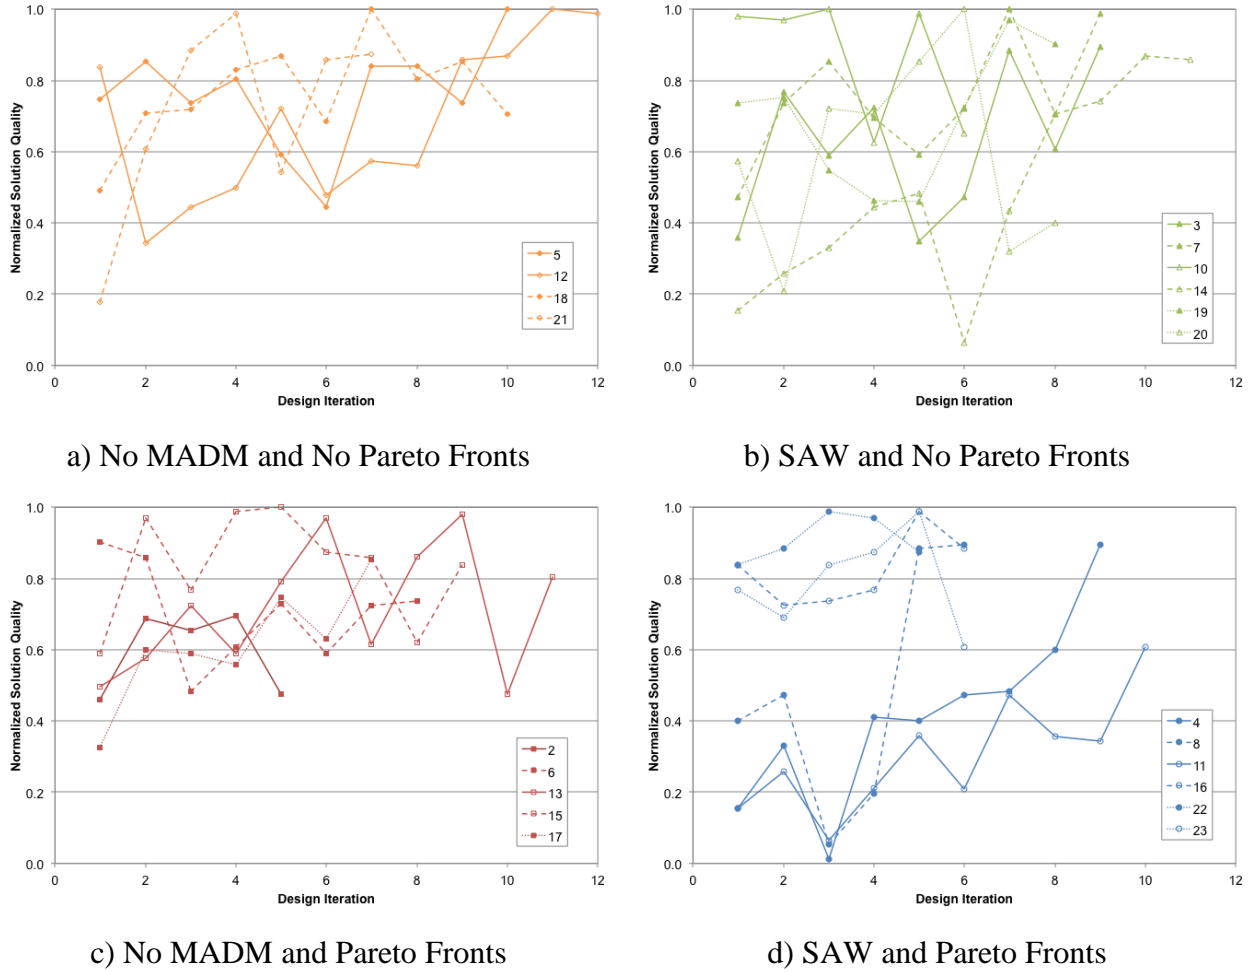 Normalized Solution Quality
1.0
0.8
0.6
0.4
0.2
0.0
0 2 4 6 8 10 12
Design Iteration
5
12
18
21
a) No MADM and No Pareto Fronts
Normalized Solution Quality
1.0
0.8
0.6
0.4
0.2
0.0
0 2 4 6 8 10 12
Design Iteration
3
7
10
14
19
20
b) SAW and No Pareto Fronts
Normalized Solution Quality
1.0
0.8
0.6
0.4
0.2
0.0
0 2 4 6 8 10 12
Design Iteration
2
6
13
15
17
c) No MADM and Pareto Fronts
Normalized Solution Quality
1.0
0.8
0.6
0.4
0.2
0.0
0 2 4 6 8 10 12
Design Iteration
4
8
11
16
22
23
d) SAW and Pareto Fronts